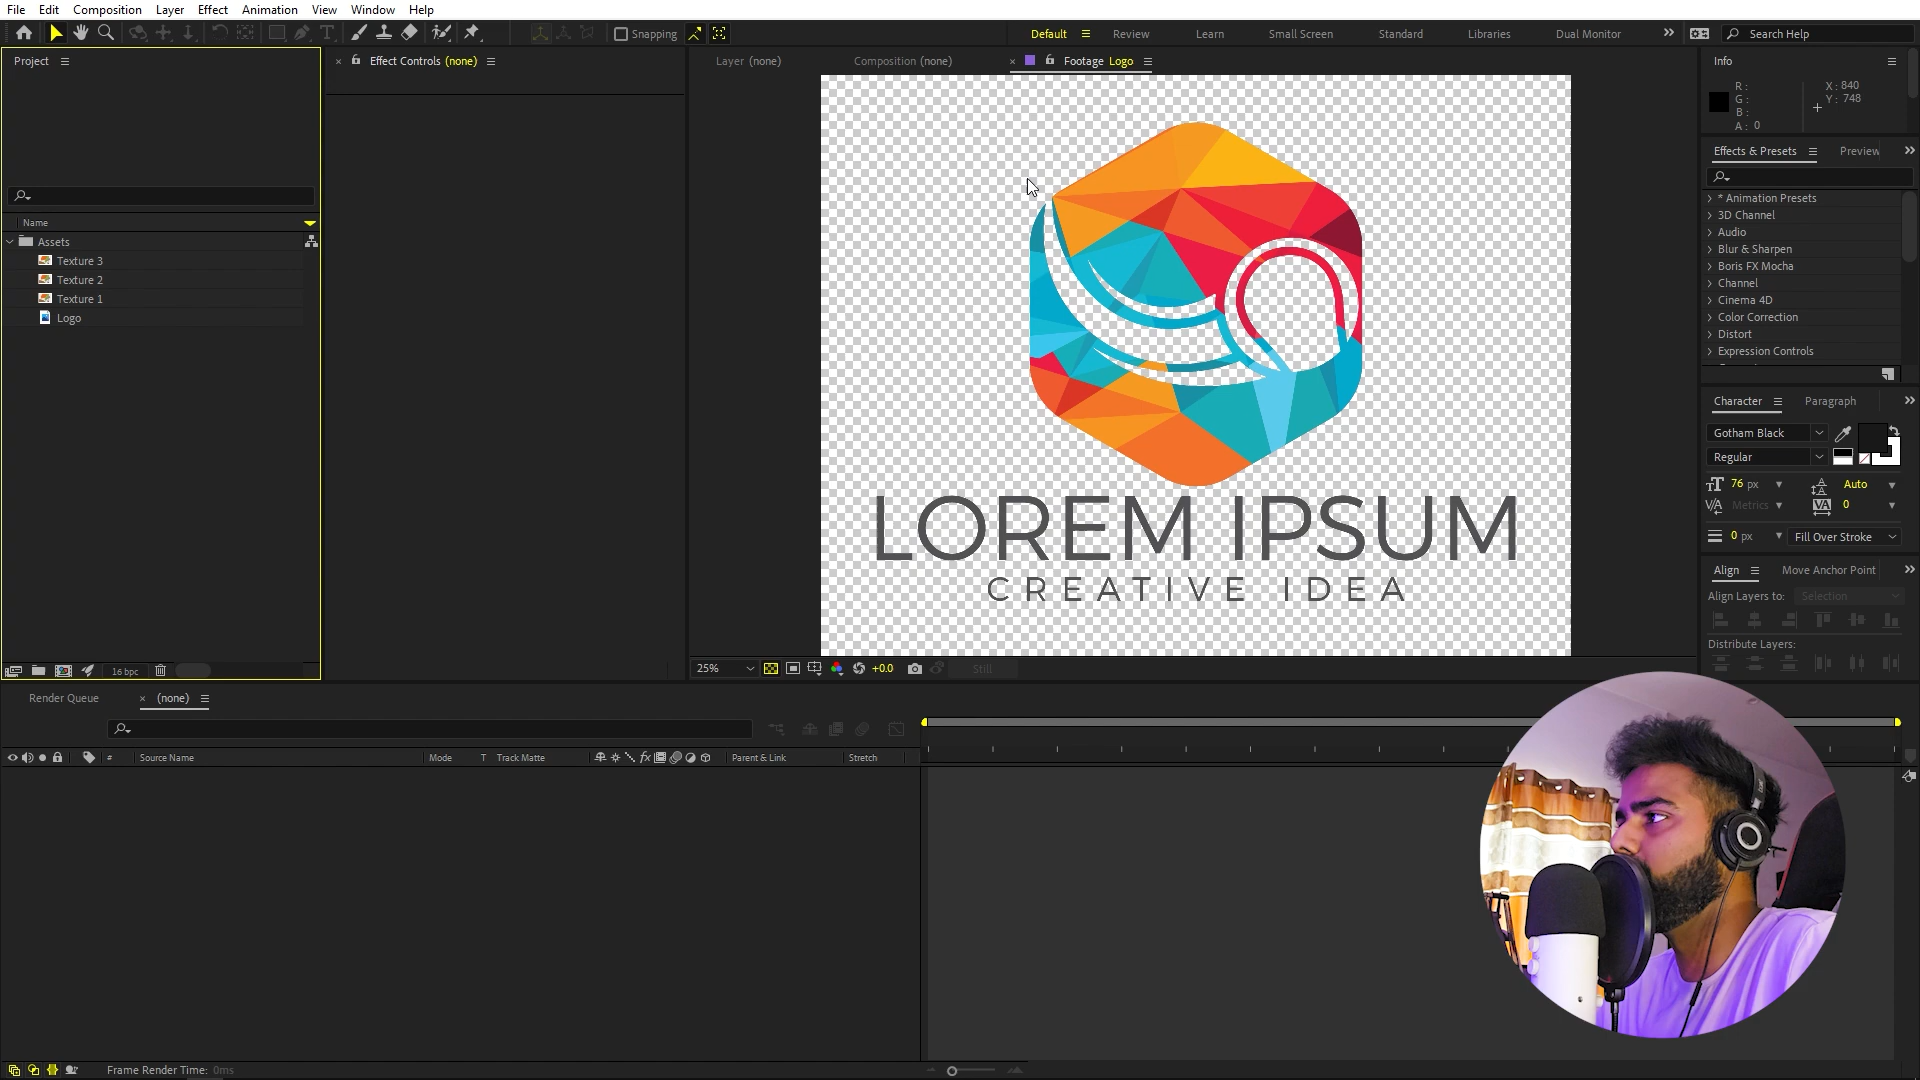 File Edit Composition Layer Effect Animation View Window Help
Snapping
Default Review Learn Small Screen Standard Libraries Dual Monitor
Search Help
Project
Effect Controls (none)
Layer (none) Composition (none) Footage Logo
Info
R :
G :
B :
A : 0
X : 840
Y : 748
Effects & Presets Preview
Name
Assets
Texture 3
Texture 2
Texture 1
Logo
* Animation Presets
3D Channel
Audio
Blur & Sharpen
Boris FX Mocha
Channel
Cinema 4D
Color Correction
Distort
Expression Controls
LOREM IPSUM
CREATIVE IDEA
Character Paragraph
Gotham Black
Regular
76 px Auto
Metrics 0
0 px Fill Over Stroke
Align Move Anchor Point
Align Layers to: Selection
Distribute Layers:
16 bpc
25% +0.0 Still
Render Queue (none)
# Source Name Mode T Track Matte fx Parent & Link Stretch
Frame Render Time: 0ms